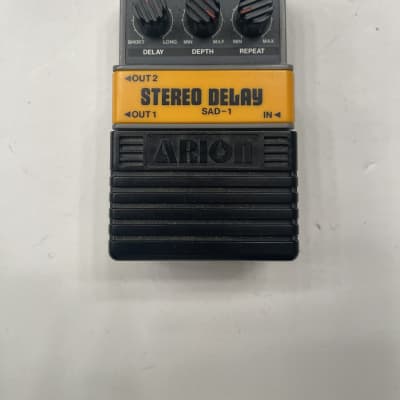 SHORT LONG MIN MAX MIN MAX
DELAY DEPTH REPEAT
◄OUT2
STEREO DELAY
◄OUT1 SAD-1 IN◄
ARION